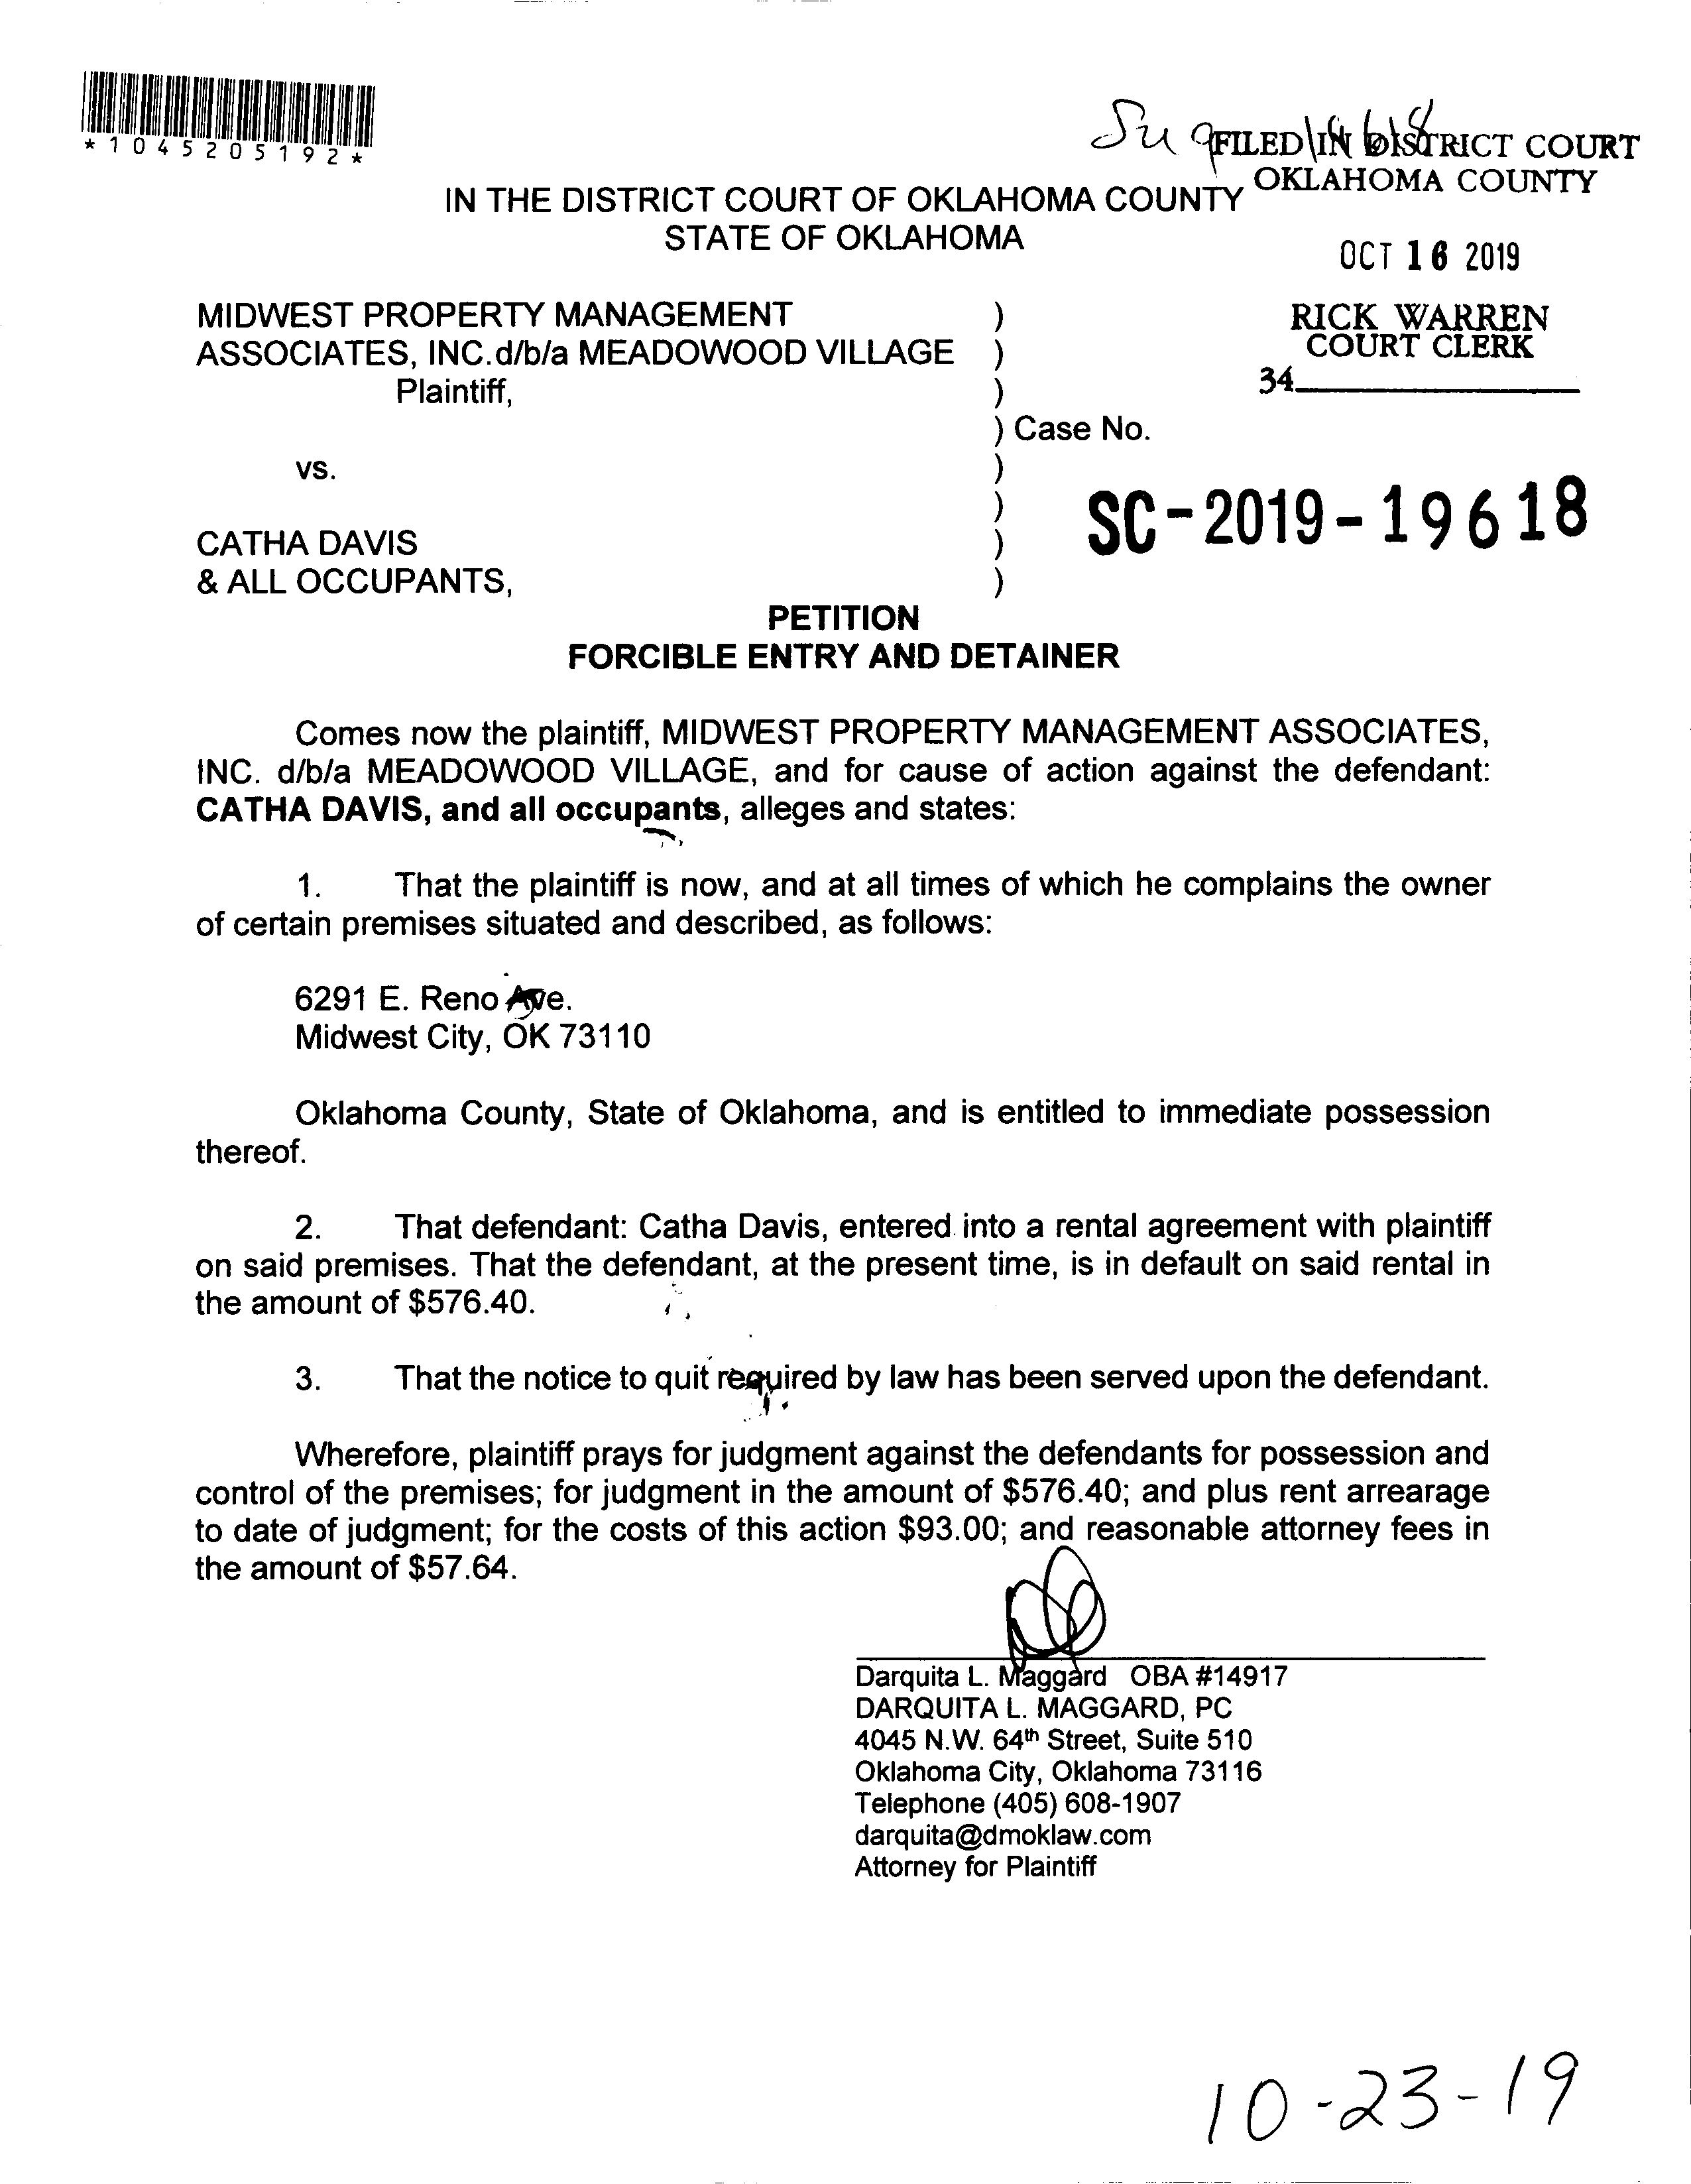 *1045205192*
FILED IN DISTRICT COURT
OKLAHOMA COUNTY
IN THE DISTRICT COURT OF OKLAHOMA COUNTY
STATE OF OKLAHOMA
OCT 16 2019
RICK WARREN
COURT CLERK
34
MIDWEST PROPERTY MANAGEMENT )
ASSOCIATES, INC.d/b/a MEADOWOOD VILLAGE )
Plaintiff, )
) Case No.
vs. )
) SC-2019-19618
CATHA DAVIS )
& ALL OCCUPANTS, )
PETITION
FORCIBLE ENTRY AND DETAINER
Comes now the plaintiff, MIDWEST PROPERTY MANAGEMENT ASSOCIATES,
INC. d/b/a MEADOWOOD VILLAGE, and for cause of action against the defendant:
CATHA DAVIS, and all occupants, alleges and states:
1. That the plaintiff is now, and at all times of which he complains the owner
of certain premises situated and described, as follows:
6291 E. Reno Ave.
Midwest City, OK 73110
Oklahoma County, State of Oklahoma, and is entitled to immediate possession
thereof.
2. That defendant: Catha Davis, entered into a rental agreement with plaintiff
on said premises. That the defendant, at the present time, is in default on said rental in
the amount of $576.40.
3. That the notice to quit required by law has been served upon the defendant.
Wherefore, plaintiff prays for judgment against the defendants for possession and
control of the premises; for judgment in the amount of $576.40; and plus rent arrearage
to date of judgment; for the costs of this action $93.00; and reasonable attorney fees in
the amount of $57.64.
Darquita L. Maggard OBA #14917
DARQUITA L. MAGGARD, PC
4045 N.W. 64th Street, Suite 510
Oklahoma City, Oklahoma 73116
Telephone (405) 608-1907
darquita@dmoklaw.com
Attorney for Plaintiff
10-23-19